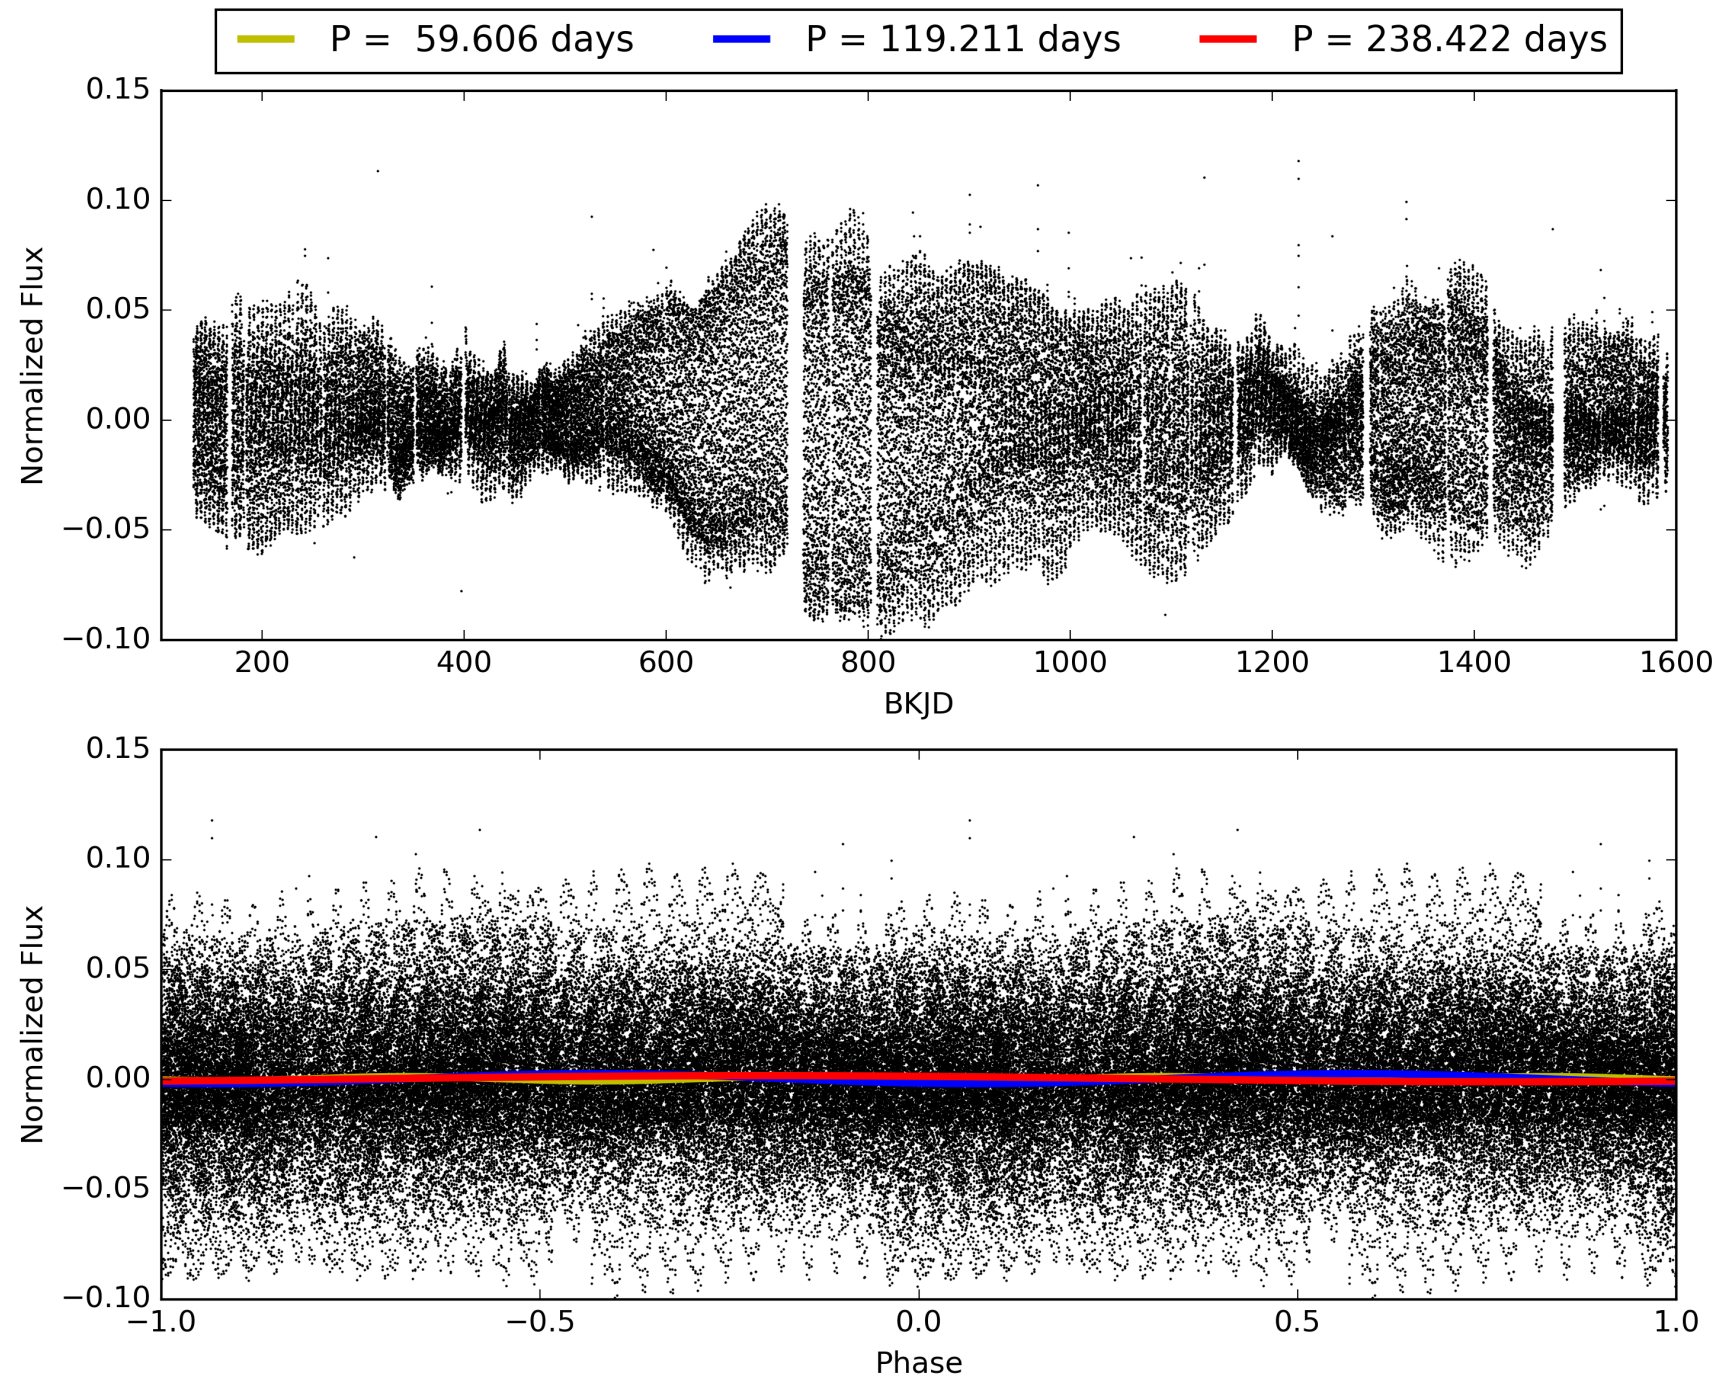 P =  59.606 days P = 119.211 days P = 238.422 days
0.15
0.10
0.05
0.00
−0.05
−0.10
Normalized Flux
200 400 600 800 1000 1200 1400 1600
BKJD
0.15
0.10
0.05
0.00
−0.05
−0.10
Normalized Flux
−1.0 −0.5 0.0 0.5 1.0
Phase